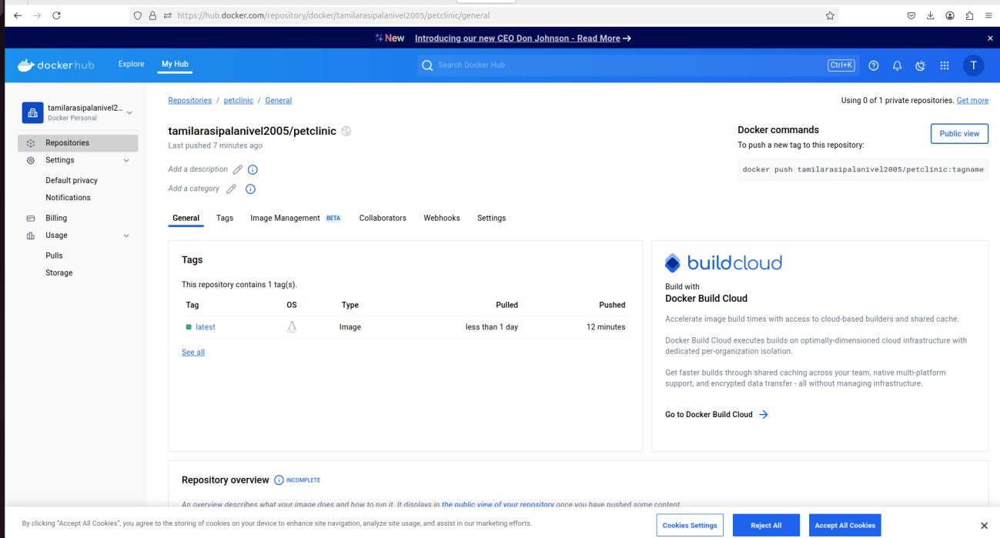 https://hub.docker.com/repository/docker/tamilarasipalanivel2005/petclinic/general
New Introducing our new CEO Don Johnson - Read More →
dockerhub Explore My Hub Search Docker Hub Ctrl+K T
tamilarasipalanivel2...
Docker Personal
Repositories
Settings
Default privacy
Notifications
Billing
Usage
Pulls
Storage
Repositories / petclinic / General
Using 0 of 1 private repositories. Get more
tamilarasipalanivel2005/petclinic
Last pushed 7 minutes ago
Add a description
Add a category
Docker commands
Public view
To push a new tag to this repository:
docker push tamilarasipalanivel2005/petclinic:tagname
General Tags Image Management BETA Collaborators Webhooks Settings
Tags
This repository contains 1 tag(s).
Tag OS Type Pulled Pushed
latest Image less than 1 day 12 minutes
See all
buildcloud
Build with
Docker Build Cloud
Accelerate image build times with access to cloud-based builders and shared cache.
Docker Build Cloud executes builds on optimally-dimensioned cloud infrastructure with
dedicated per-organization isolation.
Get faster builds through shared caching across your team, native multi-platform
support, and encrypted data transfer - all without managing infrastructure.
Go to Docker Build Cloud →
Repository overview INCOMPLETE
An overview describes what your image does and how to run it. It displays in the public view of your repository once you have pushed some content.
By clicking "Accept All Cookies", you agree to the storing of cookies on your device to enhance site navigation, analyze site usage, and assist in our marketing efforts.
Cookies Settings Reject All Accept All Cookies